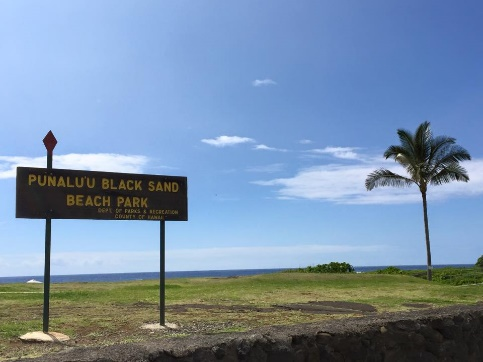 PUNALU'U BLACK SAND
BEACH PARK
DEPT. OF PARKS & RECREATION
COUNTY OF HAWAII